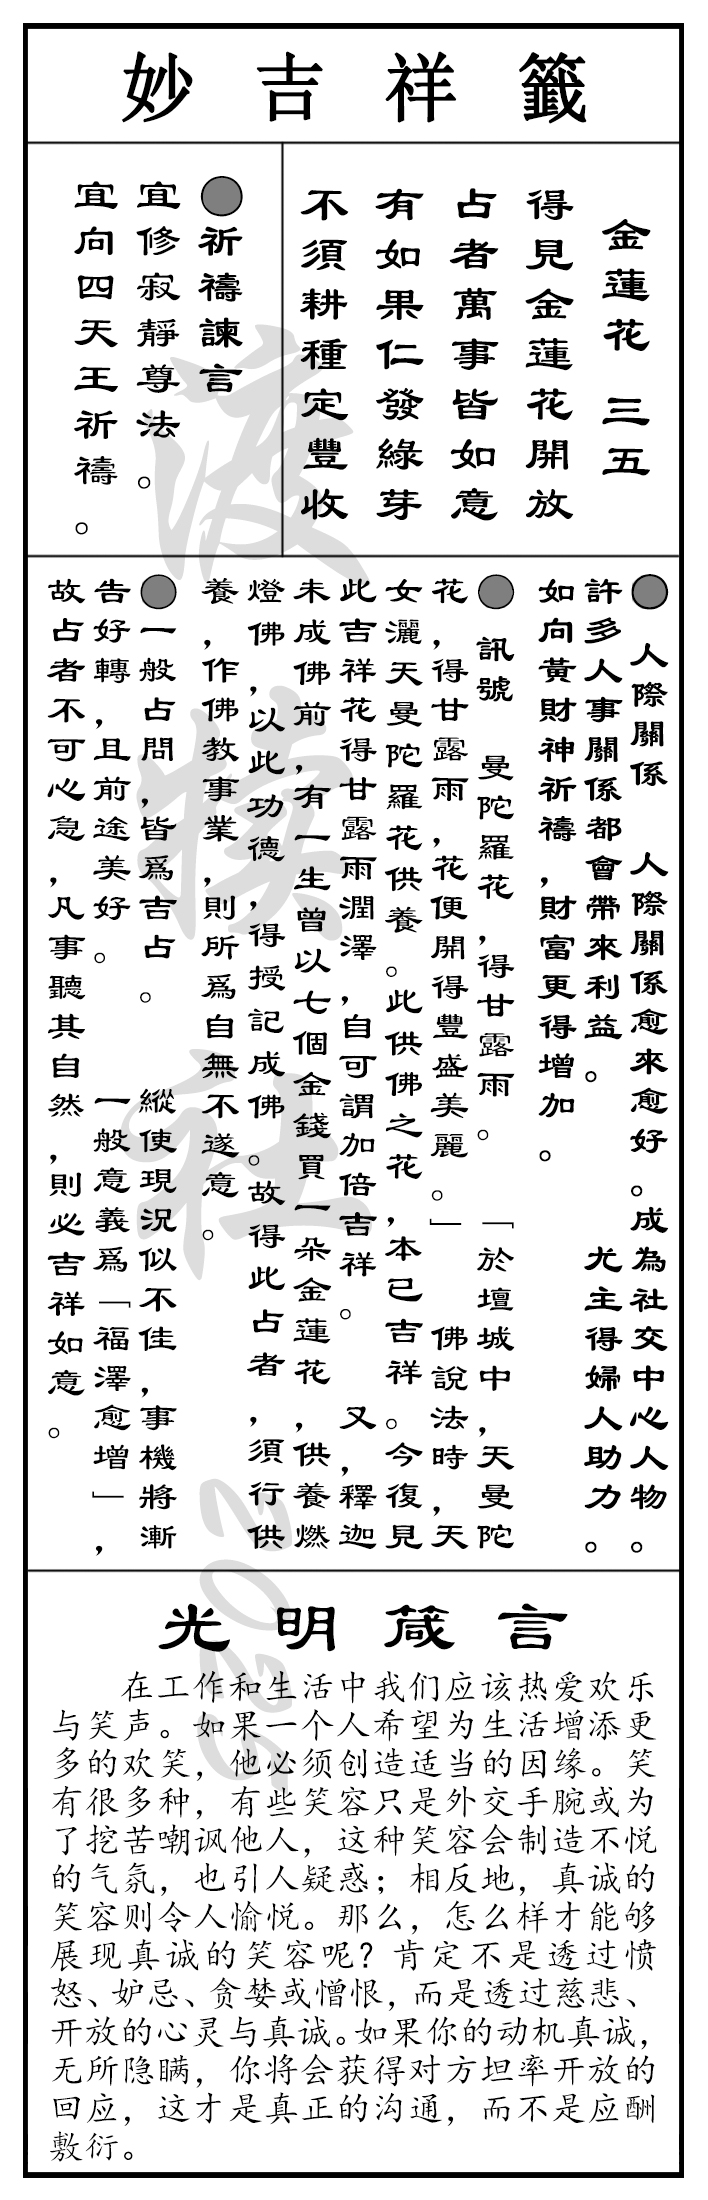 妙吉祥籤
金蓮花 三五
得見金蓮花開放
占者萬事皆如意
有如果仁發綠芽
不須耕種定豐收
●祈禱諫言
宜修寂靜尊法。
宜向四天王祈禱。
● 人際關係 人際關係愈來愈好。成為社交中心人物。
許多人事關係都會帶來利益。 尤主得婦人助力。
如向黃財神祈禱，財富更得增加。
● 訊號 曼陀羅花，得甘露雨。 「於壇城中，天曼陀
花，得甘露雨，花便開得豐盛美麗。」 佛說法時，天
女灑天曼陀羅花供養。此供佛之花，本已吉祥。今復見
此吉祥花得甘露雨潤澤，自可謂加倍吉祥。 又，釋迦
未成佛前，有一生曾以七個金錢買一朵金蓮花，供養燃
燈佛，以此功德，得授記成佛。故得此占者，須行供
養，作佛教事業，則所爲自無不遂意。
●一般占問，皆爲吉占。 縱使現況似不佳，事機將漸
告好轉，且前途美好。 一般意義爲「福澤愈增」，
故占者不可心急，凡事聽其自然，則必吉祥如意。
渡犊社
光明箴言
在工作和生活中我们应该热爱欢乐
与笑声。如果一个人希望为生活增添更
多的欢笑，他必须创造适当的因缘。笑
有很多种，有些笑容只是外交手腕或为
了挖苦嘲讽他人，这种笑容会制造不悦
的气氛，也引人疑惑；相反地，真诚的
笑容则令人愉悦。那么，怎么样才能够
展现真诚的笑容呢？肯定不是透过愤
怒、妒忌、贪婪或憎恨，而是透过慈悲、
开放的心灵与真诚。如果你的动机真诚，
无所隐瞒，你将会获得对方坦率开放的
回应，这才是真正的沟通，而不是应酬
敷衍。